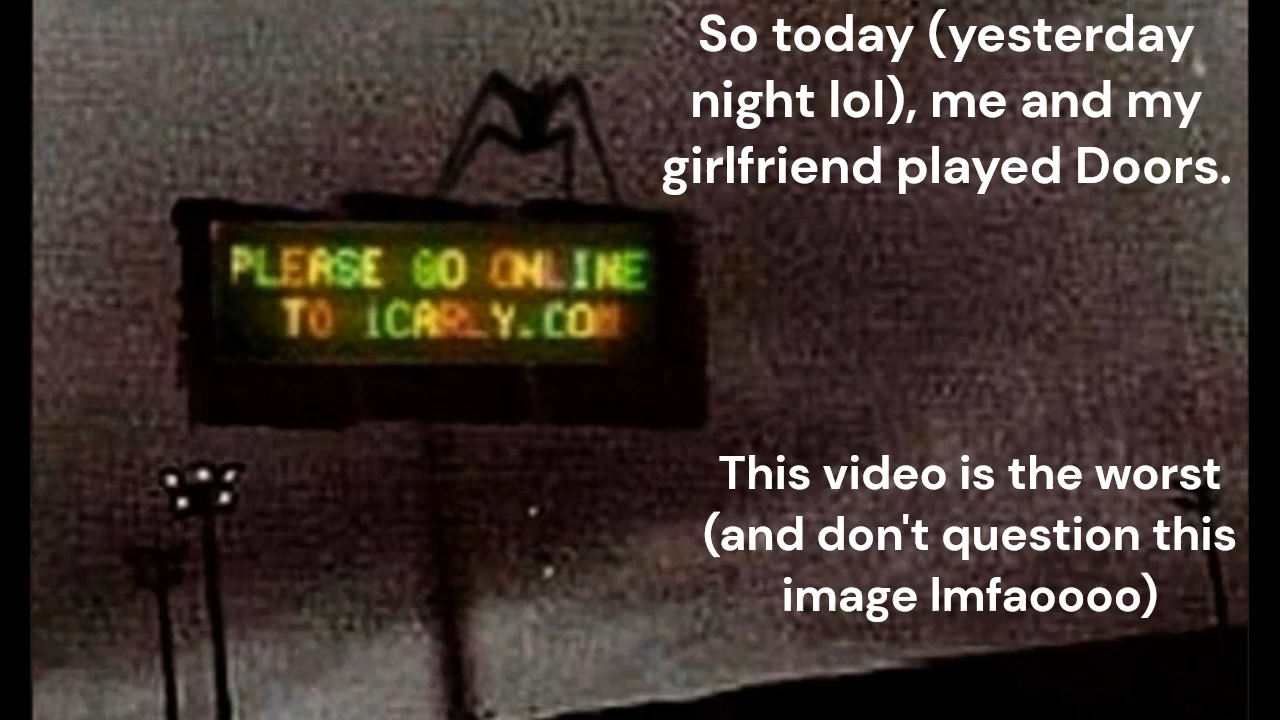 So today (yesterday
night lol), me and my
girlfriend played Doors.
PLEASE GO ONLINE
TO iCARLY.COM
This video is the worst
(and don't question this
image lmfaoooo)